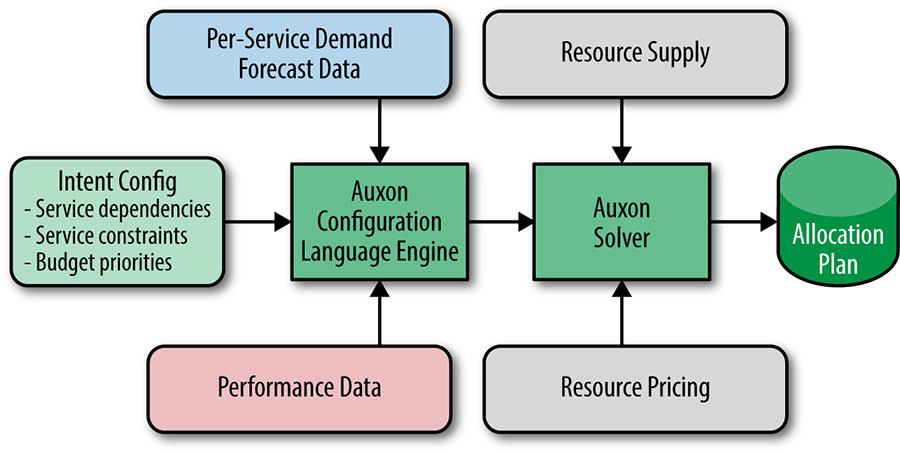 Per-Service Demand
Forecast Data
Resource Supply
Intent Config
- Service dependencies
- Service constraints
- Budget priorities
Auxon
Configuration
Language Engine
Auxon
Solver
Allocation
Plan
Performance Data
Resource Pricing